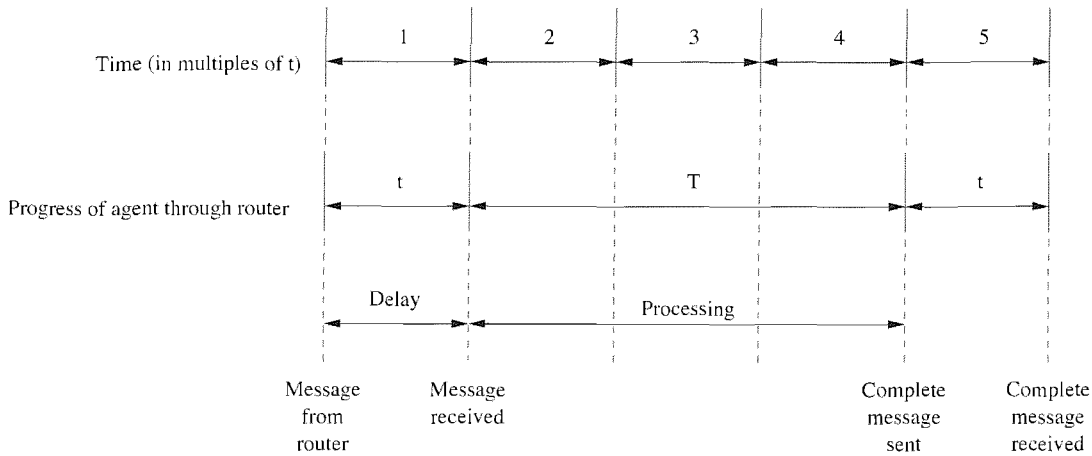 1 2 3 4 5
Time (in multiples of t)
t T t
Progress of agent through router
Delay Processing
Message Message Complete Complete
from received message message
router sent received